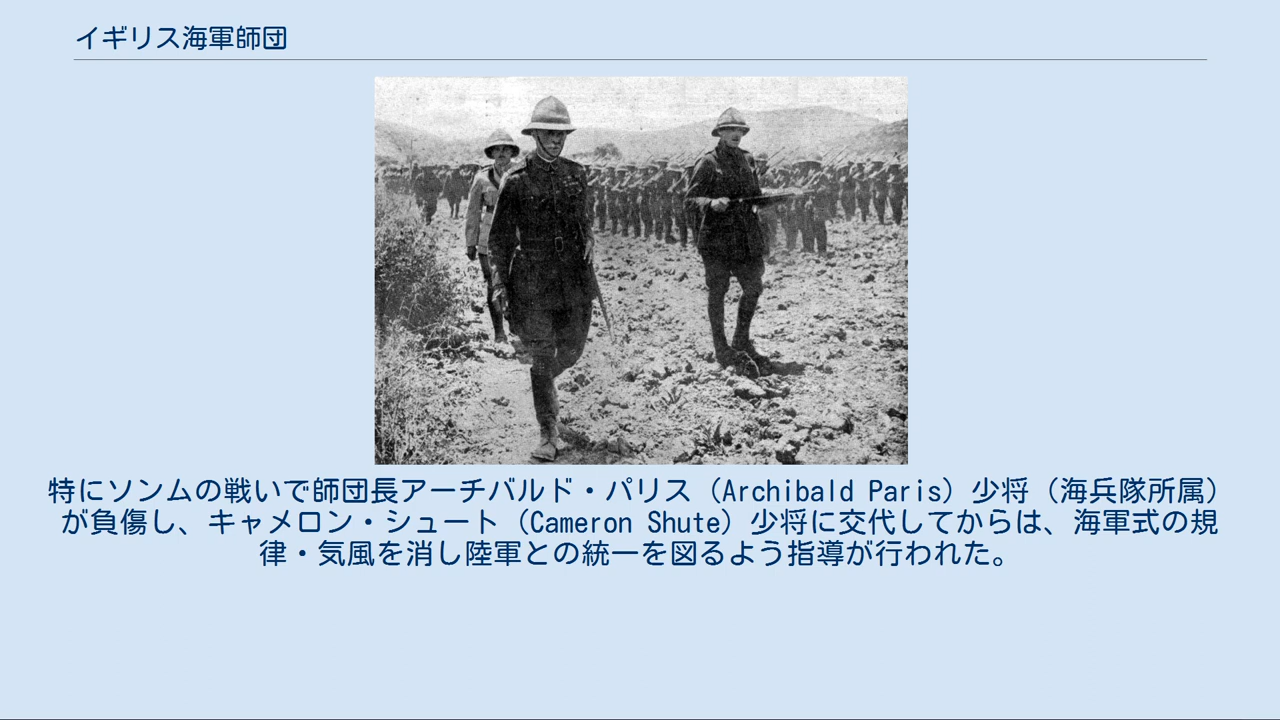 イギリス海軍師団
特にソンムの戦いで師団長アーチバルド・パリス（Archibald Paris）少将（海兵隊所属）
が負傷し、キャメロン・シュート（Cameron Shute）少将に交代してからは、海軍式の規
律・気風を消し陸軍との統一を図るよう指導が行われた。